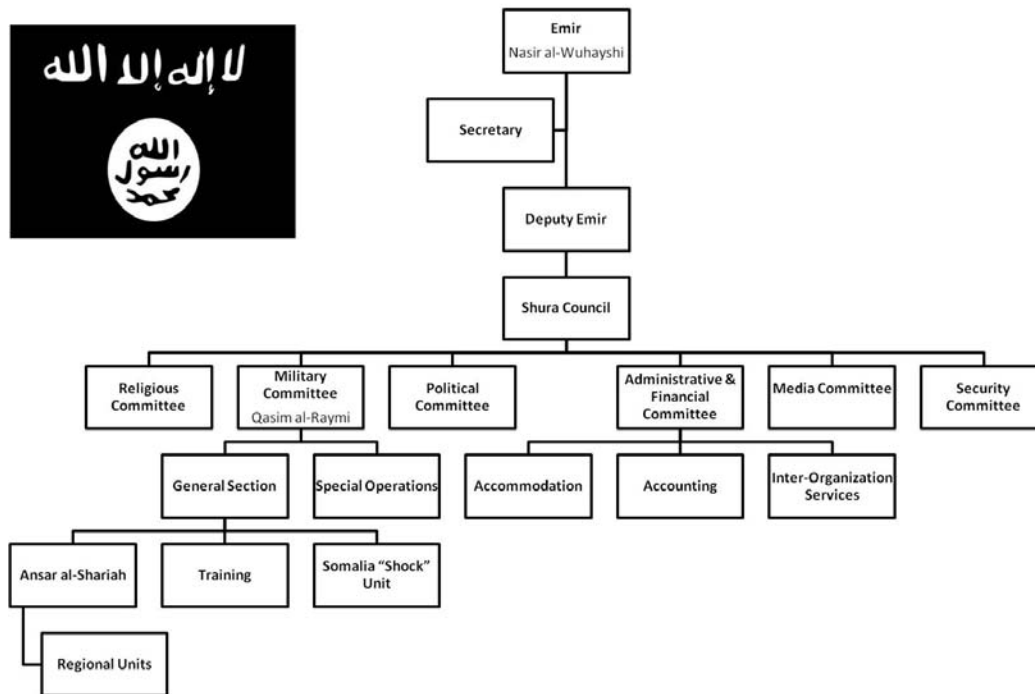 لا إله إلا الله
الله
رسول
محمد
Emir
Nasir al-Wuhayshi
Secretary
Deputy Emir
Shura Council
Religious
Committee
Military
Committee
Qasim al-Raymi
Political
Committee
Administrative &
Financial
Committee
Media Committee
Security
Committee
General Section
Special Operations
Accommodation
Accounting
Inter-Organization
Services
Ansar al-Shariah
Training
Somalia “Shock”
Unit
Regional Units